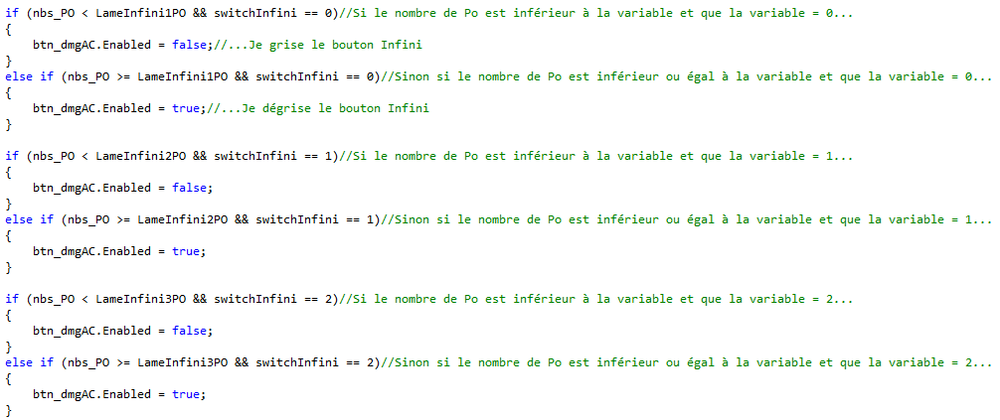 if (nbs_PO < LameInfini1PO && switchInfini == 0)//Si le nombre de Po est inférieur à la variable et que la variable = 0...
{
    btn_dmgAC.Enabled = false;//...Je grise le bouton Infini
}
else if (nbs_PO >= LameInfini1PO && switchInfini == 0)//Sinon si le nombre de Po est inférieur ou égal à la variable et que la variable = 0...
{
    btn_dmgAC.Enabled = true;//...Je dégrise le bouton Infini
}

if (nbs_PO < LameInfini2PO && switchInfini == 1)//Si le nombre de Po est inférieur à la variable et que la variable = 1...
{
    btn_dmgAC.Enabled = false;
}
else if (nbs_PO >= LameInfini2PO && switchInfini == 1)//Sinon si le nombre de Po est inférieur ou égal à la variable et que la variable = 1...
{
    btn_dmgAC.Enabled = true;
}

if (nbs_PO < LameInfini3PO && switchInfini == 2)//Si le nombre de Po est inférieur à la variable et que la variable = 2...
{
    btn_dmgAC.Enabled = false;
}
else if (nbs_PO >= LameInfini3PO && switchInfini == 2)//Sinon si le nombre de Po est inférieur ou égal à la variable et que la variable = 2...
{
    btn_dmgAC.Enabled = true;
}